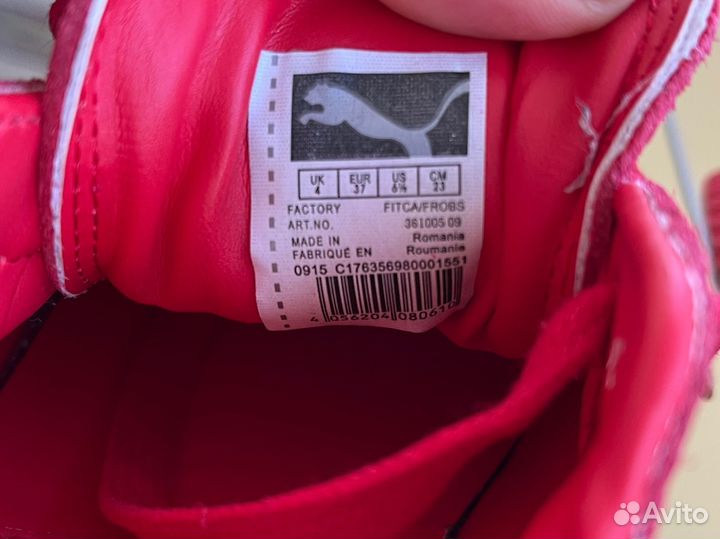 UK EUR US CM
4 37 6½ 23
FACTORY FITCA/FROBS
ART.NO. 361005 09
MADE IN Romania
FABRIQUÉ EN Roumanie
0915 C176356980001551
4 056204 080610
Avito